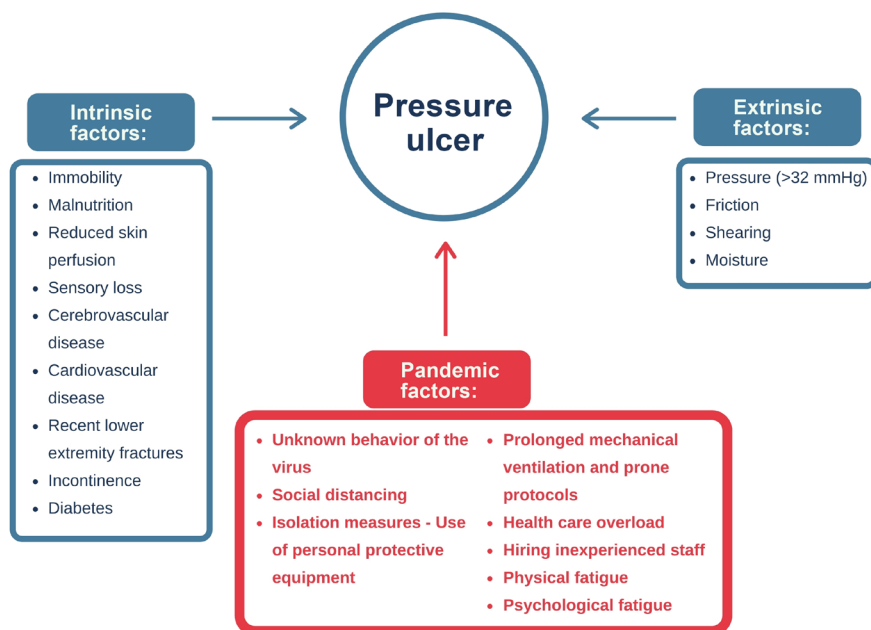 Pressure
ulcer
Intrinsic
factors:
• Immobility
• Malnutrition
• Reduced skin
perfusion
• Sensory loss
• Cerebrovascular
disease
• Cardiovascular
disease
• Recent lower
extremity fractures
• Incontinence
• Diabetes
Extrinsic
factors:
• Pressure (>32 mmHg)
• Friction
• Shearing
• Moisture
Pandemic
factors:
• Unknown behavior of the
virus
• Social distancing
• Isolation measures - Use
of personal protective
equipment
• Prolonged mechanical
ventilation and prone
protocols
• Health care overload
• Hiring inexperienced staff
• Physical fatigue
• Psychological fatigue